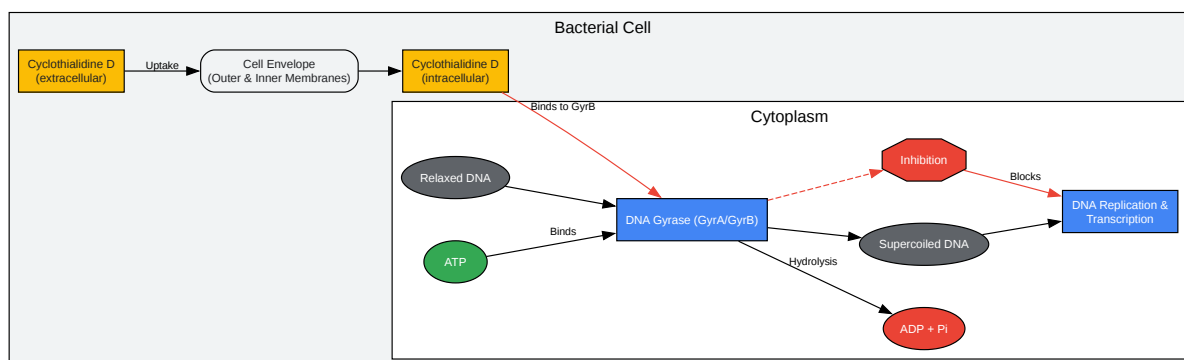 Bacterial Cell
Cyclothialidine D
(extracellular)
Uptake
Cell Envelope
(Outer & Inner Membranes)
Cyclothialidine D
(intracellular)
Binds to GyrB
Cytoplasm
Relaxed DNA
Inhibition
Blocks
DNA Replication &
Transcription
DNA Gyrase (GyrA/GyrB)
Binds
ATP
Supercoiled DNA
Hydrolysis
ADP + Pi